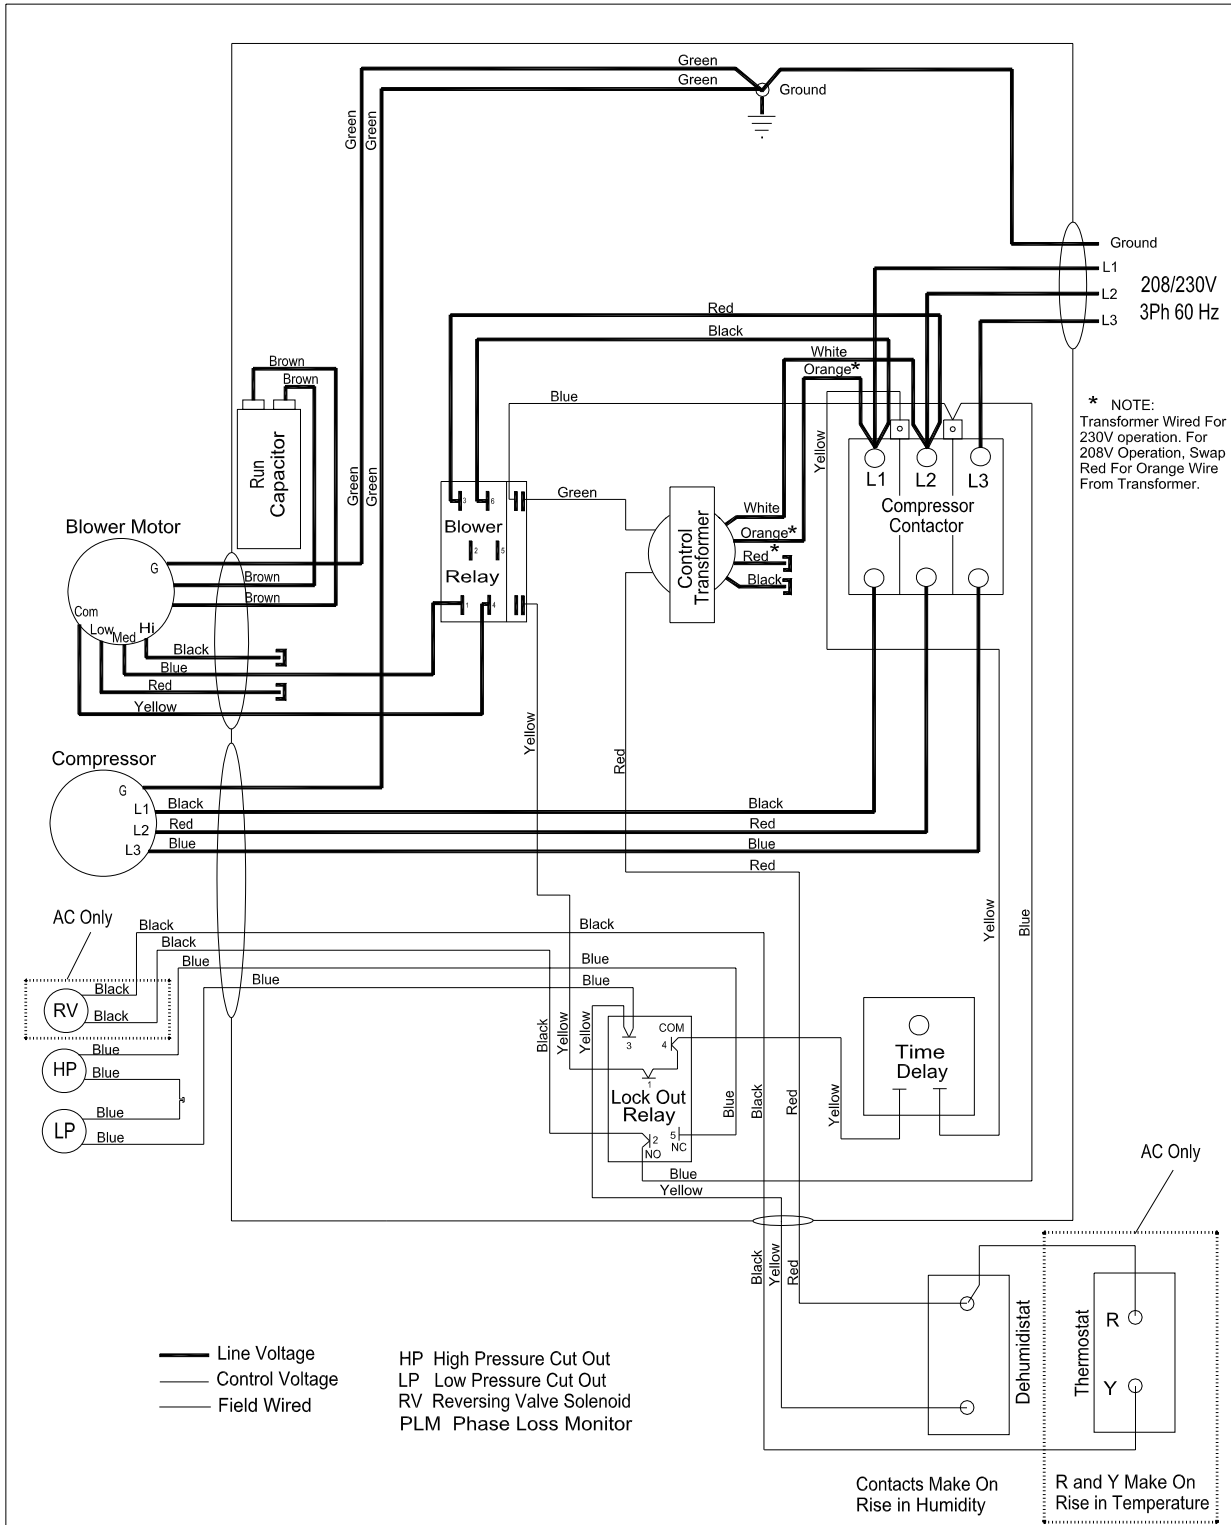 Green
Green
Ground
Green
Green
Ground
L1
L2
L3
208/230V
3Ph 60 Hz
Red
Black
White
Orange*
Brown
Brown
Blue
* NOTE:
Transformer Wired For
230V operation. For
208V Operation, Swap
Red For Orange Wire
From Transformer.
Run
Capacitor
Green
Green
Yellow
L1
L2
L3
Compressor
Contactor
Blower Motor
G
Brown
Brown
Com
Low
Med
Hi
3
6
Blower
2
5
Relay
1
4
Green
Control
Transformer
White
Orange*
Red*
Black
Black
Blue
Red
Yellow
Yellow
Red
Compressor
G
L1
L2
L3
Black
Red
Blue
Black
Red
Blue
Red
AC Only
Black
Black
Blue
Blue
Black
Blue
Blue
Yellow
Blue
RV
Black
Black
HP
Blue
Blue
LP
Blue
Blue
Black
Yellow
Yellow
3
COM
4
1
Lock Out
Relay
2
NO
5
NC
Blue
Black
Red
Yellow
Time
Delay
Blue
Yellow
Black
Yellow
Red
AC Only
Dehumidistat
Thermostat
R
Y
Line Voltage
Control Voltage
Field Wired
HP High Pressure Cut Out
LP Low Pressure Cut Out
RV Reversing Valve Solenoid
PLM Phase Loss Monitor
Contacts Make On
Rise in Humidity
R and Y Make On
Rise in Temperature